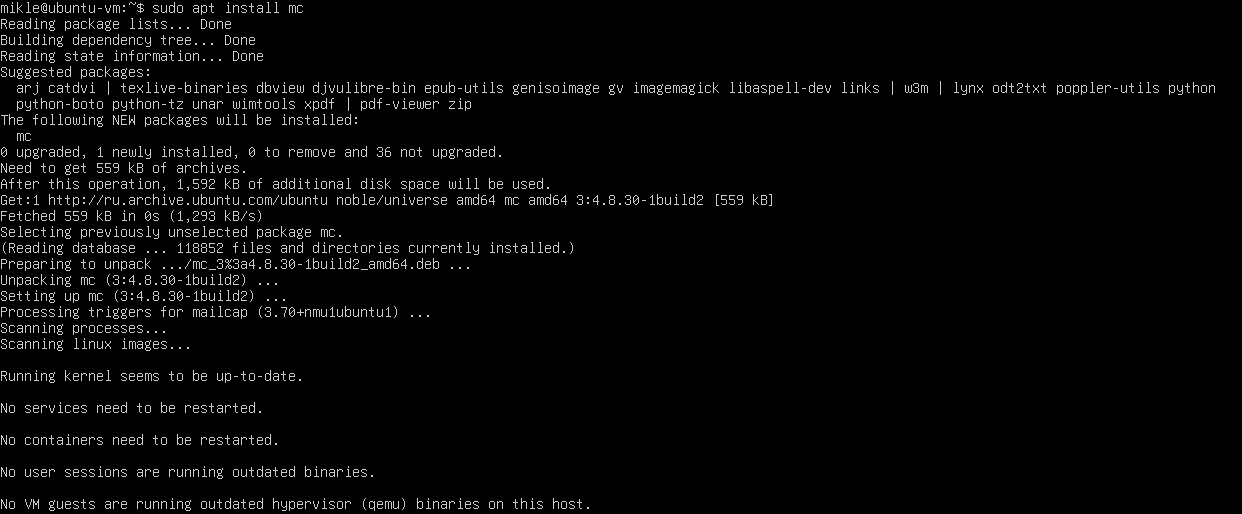 mikle@ubuntu-vm:~$ sudo apt install mc
Reading package lists... Done
Building dependency tree... Done
Reading state information... Done
Suggested packages:
  arj catdvi | texlive-binaries dbview djvulibre-bin epub-utils genisoimage gv imagemagick libaspell-dev links | w3m | lynx odt2txt poppler-utils python
  python-boto python-tz unar wimtools xpdf | pdf-viewer zip
The following NEW packages will be installed:
  mc
0 upgraded, 1 newly installed, 0 to remove and 36 not upgraded.
Need to get 559 kB of archives.
After this operation, 1,592 kB of additional disk space will be used.
Get:1 http://ru.archive.ubuntu.com/ubuntu noble/universe amd64 mc amd64 3:4.8.30-1build2 [559 kB]
Fetched 559 kB in 0s (1,293 kB/s)
Selecting previously unselected package mc.
(Reading database ... 118852 files and directories currently installed.)
Preparing to unpack .../mc_3%3a4.8.30-1build2_amd64.deb ...
Unpacking mc (3:4.8.30-1build2) ...
Setting up mc (3:4.8.30-1build2) ...
Processing triggers for mailcap (3.70+nmu1ubuntu1) ...
Scanning processes...
Scanning linux images...

Running kernel seems to be up-to-date.

No services need to be restarted.

No containers need to be restarted.

No user sessions are running outdated binaries.

No VM guests are running outdated hypervisor (qemu) binaries on this host.